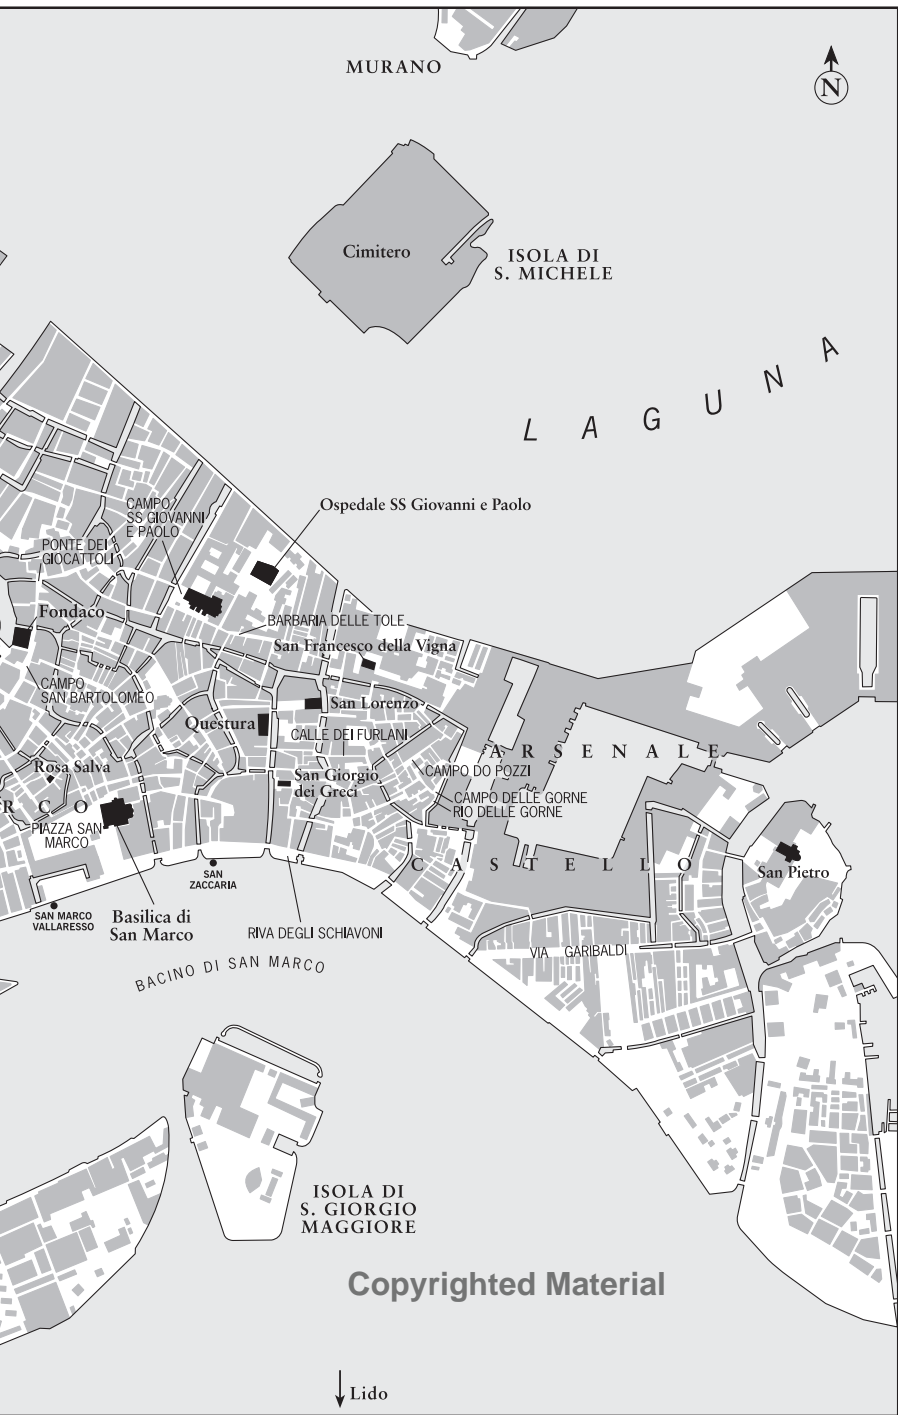 MURANO
N
Cimitero
ISOLA DI
S. MICHELE
LAGUNA
Ospedale SS Giovanni e Paolo
CAMPO
SS GIOVANNI
E PAOLO
PONTE DEI
GIOCATTOLI
Fondaco
BARBARIA DELLE TOLE
San Francesco della Vigna
CAMPO
SAN BARTOLOMEO
San Lorenzo
Questura
CALLE DEI FURLANI
ARSENALE
Rosa Salva
San Giorgio
dei Greci
CAMPO DO POZZI
CAMPO DELLE GORNE
RIO DELLE GORNE
RCO
PIAZZA SAN
MARCO
CASTELLO
San Pietro
SAN
ZACCARIA
SAN MARCO
VALLARESSO
Basilica di
San Marco
RIVA DEGLI SCHIAVONI
VIA GARIBALDI
BACINO DI SAN MARCO
ISOLA DI
S. GIORGIO
MAGGIORE
Copyrighted Material
Lido